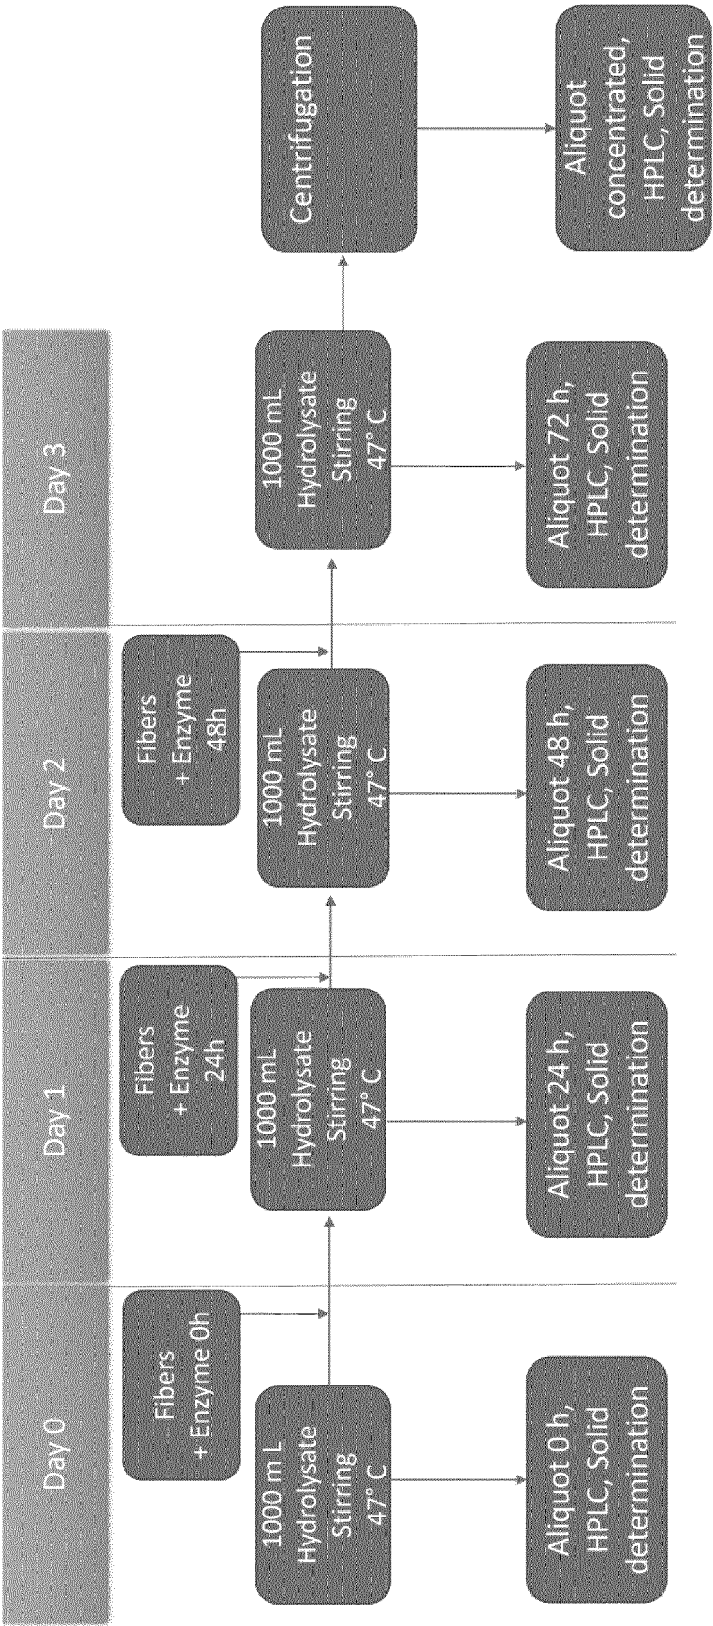 Day 0
Day 1
Day 2
Day 3
Fibers
+ Enzyme 0h
Fibers
+ Enzyme
24h
Fibers
+ Enzyme
48h
1000 mL
Hydrolysate
Stirring
47° C
1000 mL
Hydrolysate
Stirring
47° C
1000 mL
Hydrolysate
Stirring
47° C
1000 mL
Hydrolysate
Stirring
47° C
Centrifugation
Aliquot 0 h,
HPLC, Solid
determination
Aliquot 24 h,
HPLC, Solid
determination
Aliquot 48 h,
HPLC, Solid
determination
Aliquot 72 h,
HPLC, Solid
determination
Aliquot
concentrated,
HPLC, Solid
determination